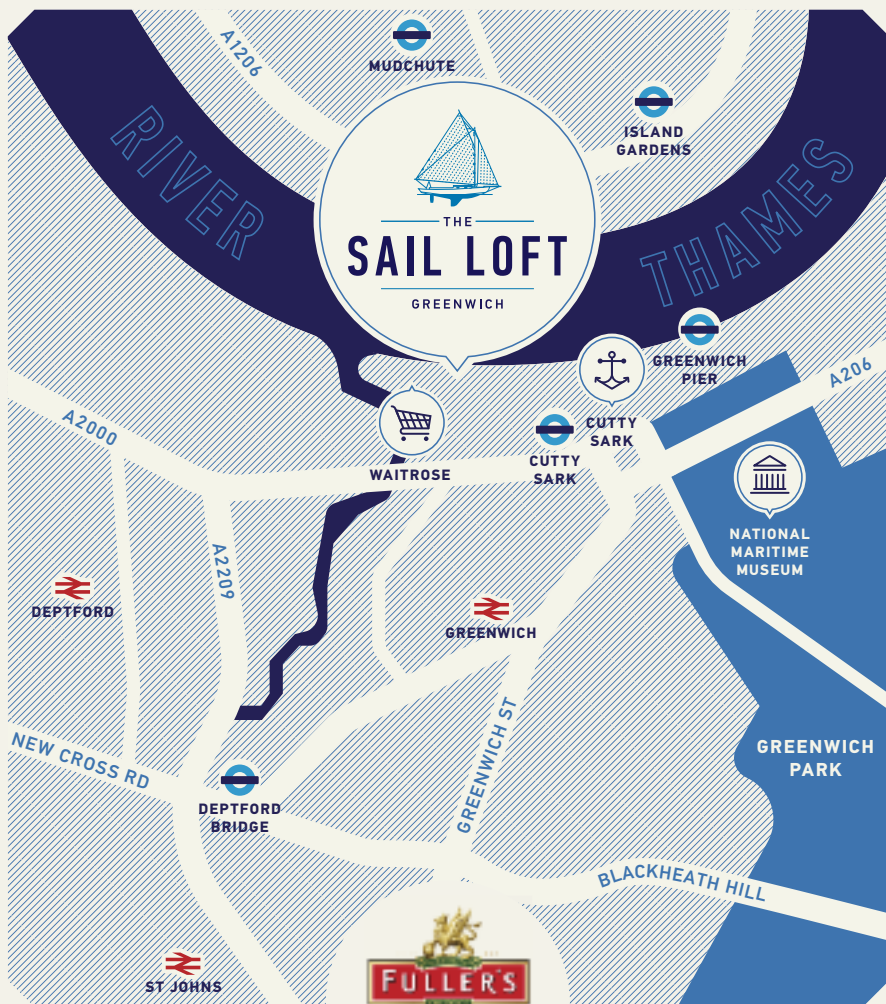 A1206
MUDCHUTE
ISLAND
GARDENS
RIVER
THAMES
THE
SAIL LOFT
GREENWICH
GREENWICH
PIER
A206
A2000
CUTTY
SARK
CUTTY
SARK
WAITROSE
NATIONAL
MARITIME
MUSEUM
A2209
DEPTFORD
GREENWICH
GREENWICH ST
NEW CROSS RD
GREENWICH
PARK
DEPTFORD
BRIDGE
BLACKHEATH HILL
FULLER'S
ST JOHNS